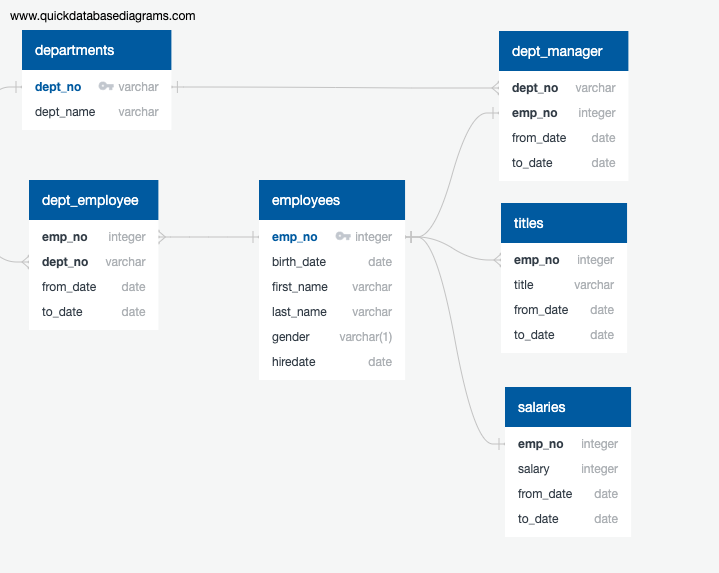 www.quickdatabasediagrams.com
departments
dept_no varchar
dept_name varchar
dept_manager
dept_no varchar
emp_no integer
from_date date
to_date date
dept_employee
emp_no integer
dept_no varchar
from_date date
to_date date
employees
emp_no integer
birth_date date
first_name varchar
last_name varchar
gender varchar(1)
hiredate date
titles
emp_no integer
title varchar
from_date date
to_date date
salaries
emp_no integer
salary integer
from_date date
to_date date